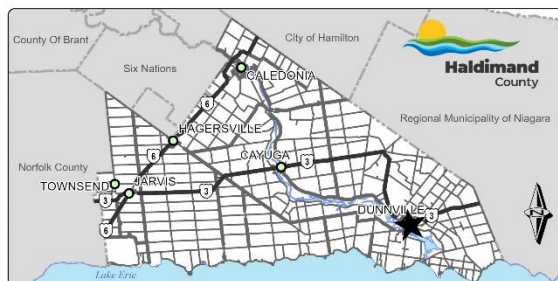 County Of Brant
City of Hamilton
Haldimand
County
Six Nations
CALEDONIA
6
Regional Municipality of Niagara
HAGERSVILLE
6
CAYUGA
3
Norfolk County
TOWNSEND
JARVIS
3
3
DUNNVILLE
3
6
Lake Erie